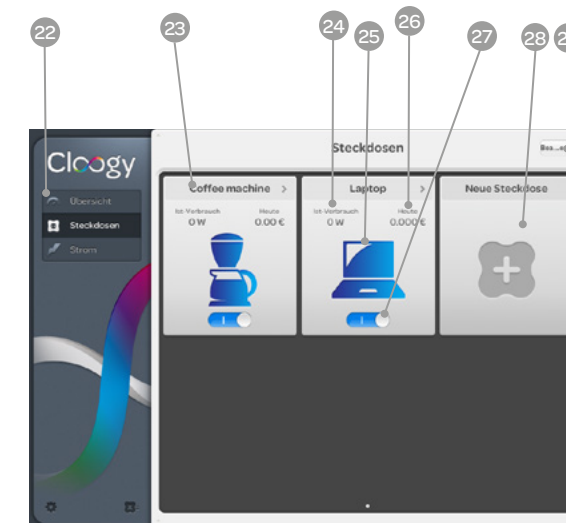 22
23
24
25
26
27
28
Cloogy
Übersicht
Steckdosen
Strom
Steckdosen
Coffee machine
Ist-Verbrauch
Heute
0 W
0.00 €
Laptop
Ist-Verbrauch
Heute
0 W
0.000 €
Neue Steckdose